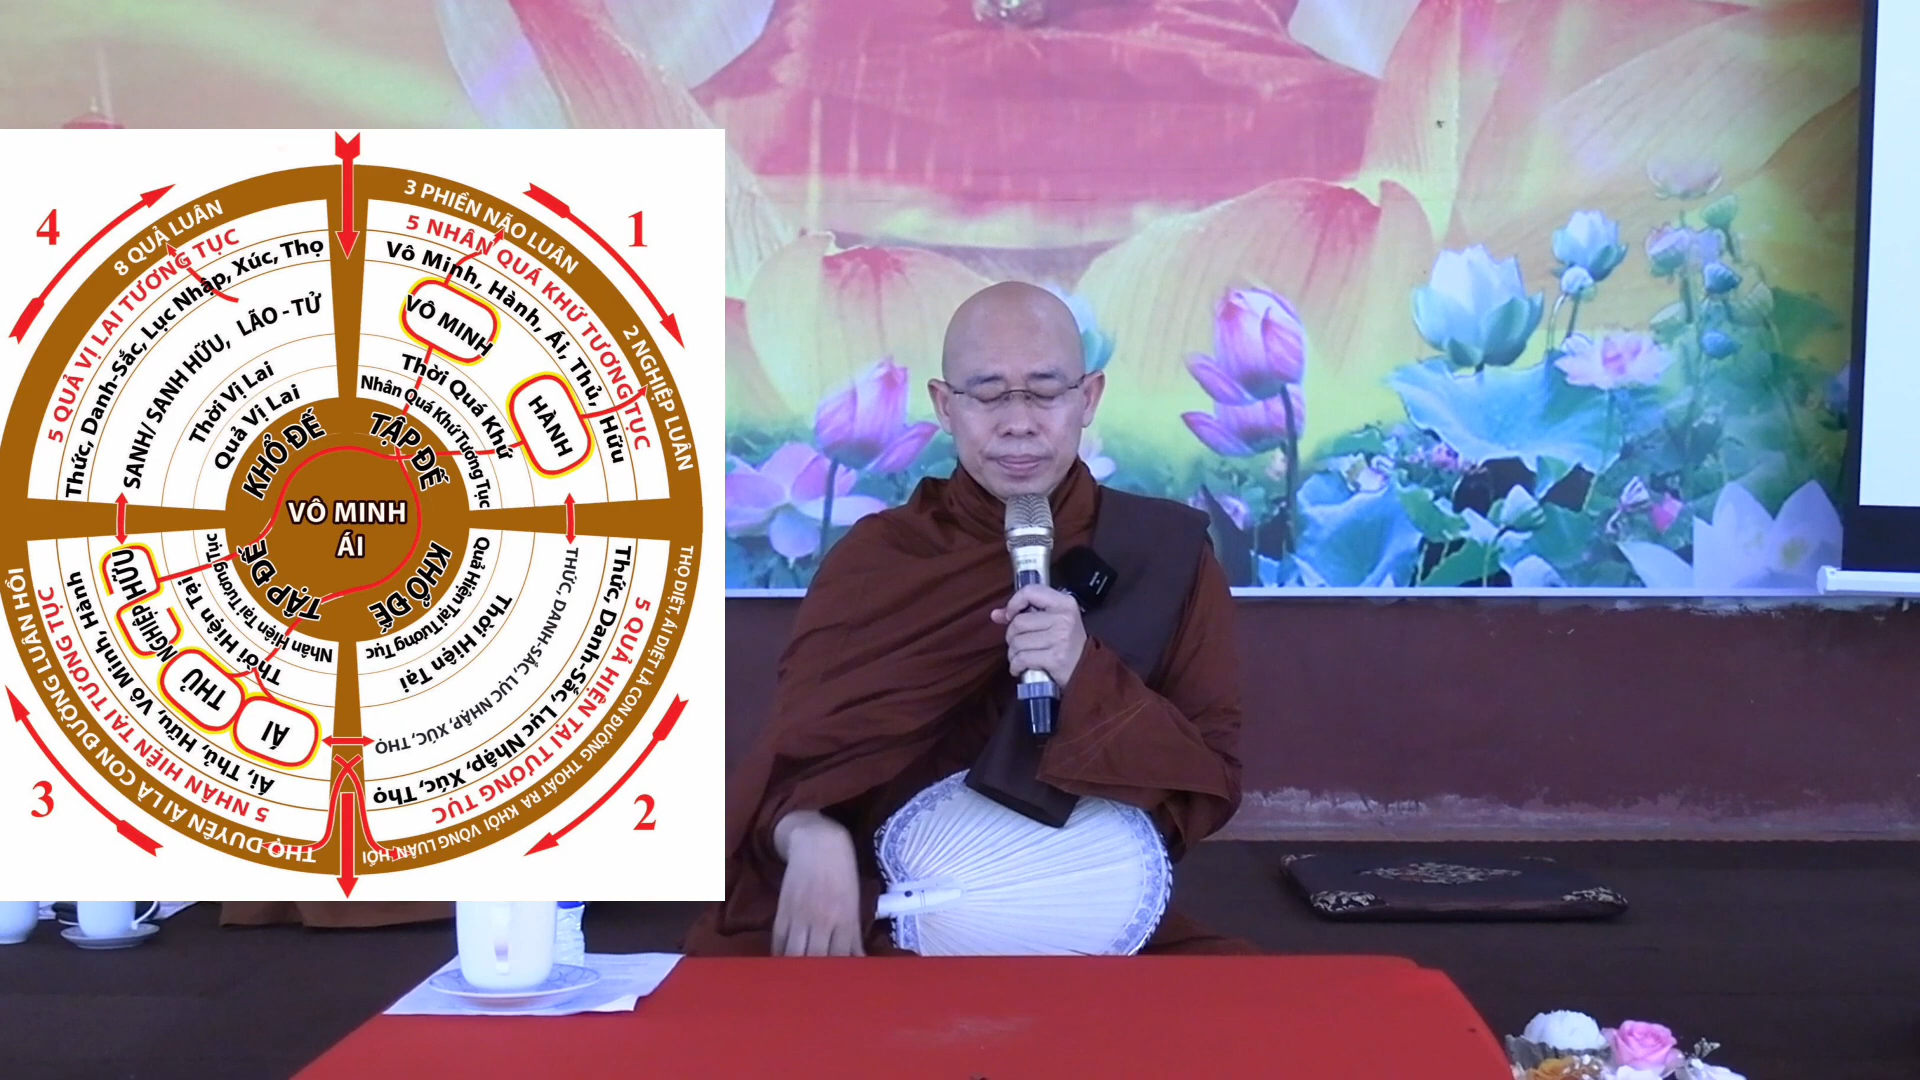 4
1
3
2
8 QUẢ LUÂN
5 QUẢ VỊ LAI TƯƠNG TỤC
Thức, Danh-Sắc, Lục Nhập, Xúc, Thọ
SANH/ SANH HỮU, LÃO - TỬ
Thời Vị Lai
Quả Vị Lai
KHỔ ĐẾ
3 PHIỀN NÃO LUÂN
2 NGHIỆP LUÂN
5 NHÂN QUÁ KHỨ TƯƠNG TỤC
Vô Minh, Hành, Ái, Thủ, Hữu
VÔ MINH
HÀNH
Thời Quá Khứ
Nhân Quá Khứ Tương Tục
TẬP ĐẾ
VÔ MINH
ÁI
THỌ DIỆT, ÁI DIỆT LÀ CON ĐƯỜNG THOÁT RA KHỎI VÒNG LUÂN HỒI
5 QUẢ HIỆN TẠI TƯƠNG TỤC
Thức, Danh-Sắc, Lục Nhập, Xúc, Thọ
THỨC, DANH-SẮC, LỤC NHẬP, XÚC, THỌ
Thời Hiện Tại
Quả Hiện Tại Tương Tục
KHỔ ĐẾ
THỌ DUYÊN ÁI LÀ CON ĐƯỜNG LUÂN HỒI
5 NHÂN HIỆN TẠI TƯƠNG TỤC
Ái, Thủ, Hữu, Vô Minh, Hành
ÁI
THỦ
NGHIỆP HỮU
Thời Hiện Tại
Nhân Hiện Tại Tương Tục
TẬP ĐẾ